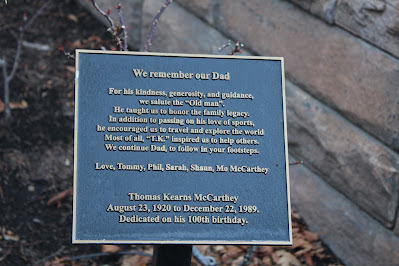 We remember our Dad
For his kindness, generosity, and guidance,
we salute the "Old man".
He taught us to honor the family legacy.
In addition to passing on his love of sports,
he encouraged us to travel and explore the world
Most of all, "T.K." inspired us to help others.
We continue Dad, to follow in your footsteps.
Love, Tommy, Phil, Sarah, Shaun, Mo McCarthey
Thomas Kearns McCarthey
August 23, 1920 to December 22, 1989.
Dedicated on his 100th birthday.